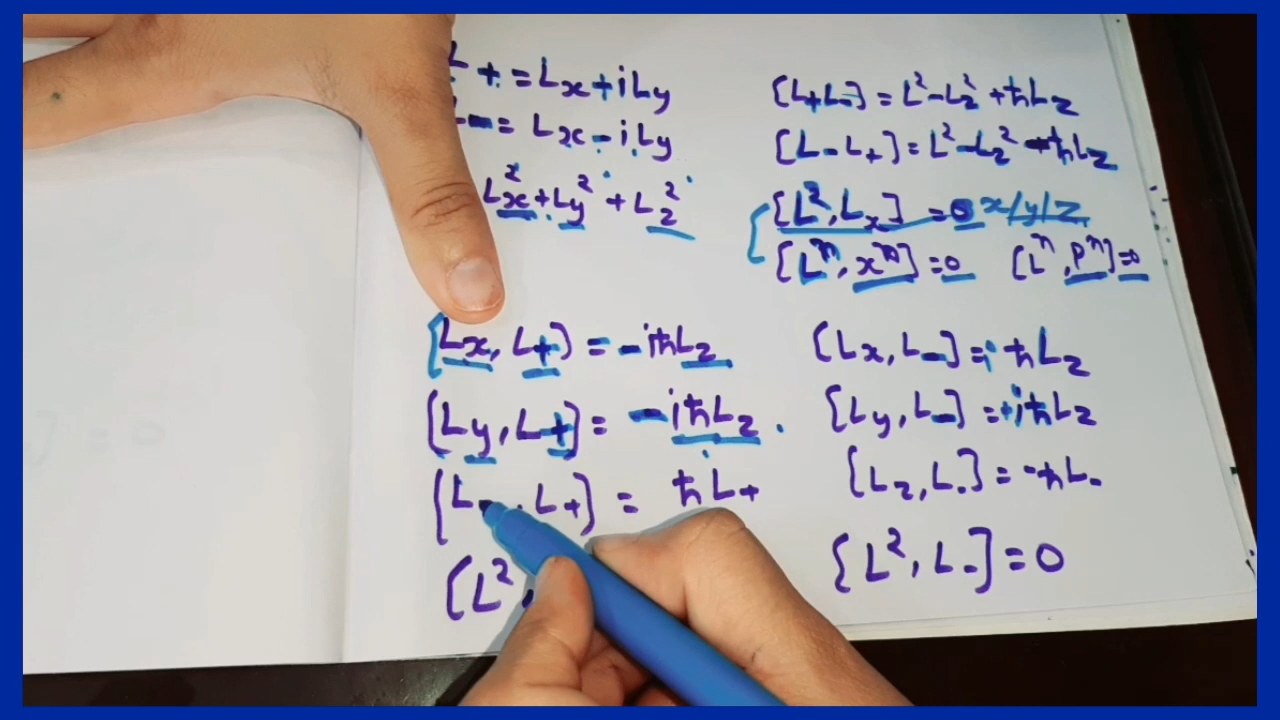 + = Lx + iLy
- = Lx - iLy
Lx² + Ly² + Lz²
[Lx, L+] = -iħLz
[Ly, L+] = -iħLz
L , L+] = ħL+
[L²,
[L+L-] = L² - Lz² + ħLz
[L-L+] = L² - Lz² ħLz
[L², Lx] = 0 x/y/z
[Lⁿ, xⁿ] = 0 [Lⁿ, Pⁿ] = 0
[Lx, L-] = iħLz
[Ly, L-] = +iħLz
[Lz, L-] = -ħL-
[L², L-] = 0